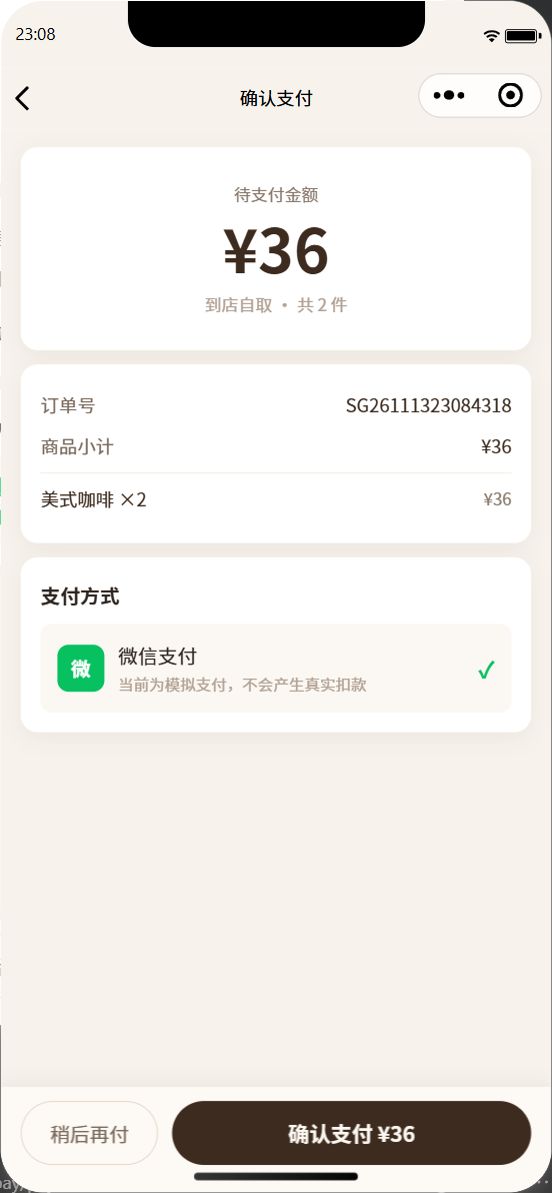 23:08
确认支付
待支付金额
¥36
到店自取 · 共 2 件
订单号 SG26111323084318
商品小计 ¥36
美式咖啡 ×2 ¥36
支付方式
微 微信支付
当前为模拟支付，不会产生真实扣款
稍后再付 确认支付 ¥36